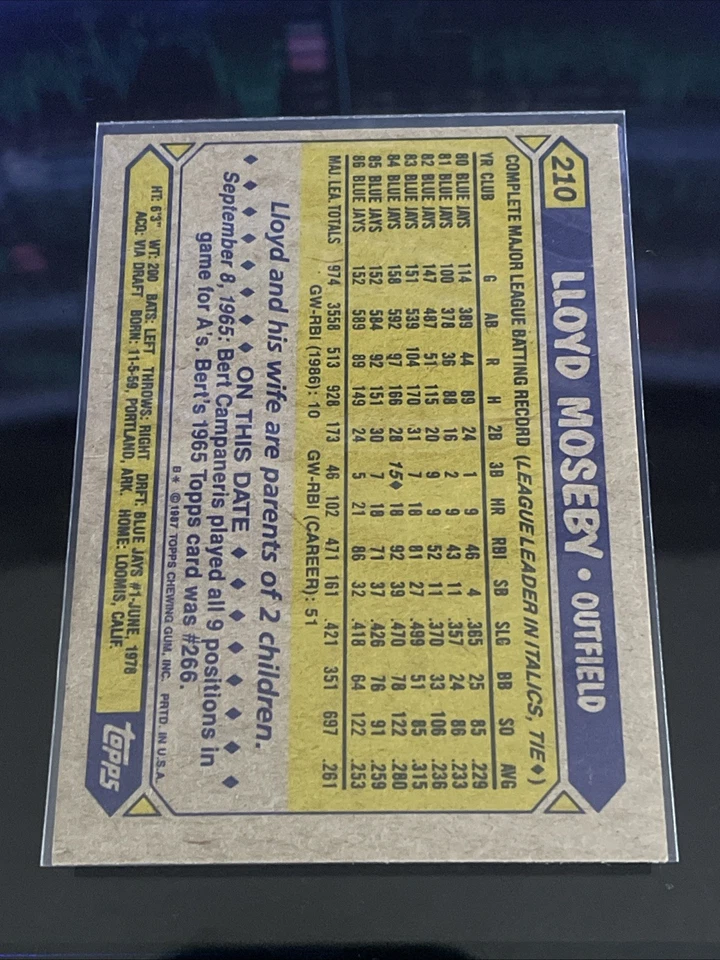 210
LLOYD MOSEBY • OUTFIELD
COMPLETE MAJOR LEAGUE BATTING RECORD (LEAGUE LEADER IN ITALICS, TIE ♦)
YR CLUB G AB R H 2B 3B HR RBI SB SLG BB SO AVG
80 BLUE JAYS 114 389 44 89 24 1 9 46 4 .365 25 85 .229
81 BLUE JAYS 100 378 36 88 16 2 9 43 11 .357 24 86 .233
82 BLUE JAYS 147 487 51 115 20 9 9 52 11 .370 33 106 .236
83 BLUE JAYS 151 539 104 170 31 7 18 81 27 .499 51 85 .315
84 BLUE JAYS 158 592 97 166 28 15♦ 18 92 39 .470 78 122 .280
85 BLUE JAYS 152 584 92 151 30 7 18 71 37 .426 76 91 .259
86 BLUE JAYS 152 589 89 149 24 5 21 86 32 .418 64 122 .253
MAJ. LEA. TOTALS 974 3558 513 928 173 46 102 471 161 .421 351 697 .261
GW-RBI (1986): 10 GW-RBI (CAREER): 51
Lloyd and his wife are parents of 2 children.
♦ ♦ ♦ ♦ ♦ ♦ ♦ ♦ ON THIS DATE ♦ ♦ ♦ ♦ ♦ ♦ ♦ ♦
September 8, 1965: Bert Campaneris played all 9 positions in
game for A's. Bert's 1965 Topps card was #266.
B* ©1987 TOPPS CHEWING GUM, INC. PRTD. IN U.S.A.
HT: 6'3" WT: 200 BATS: LEFT THROWS: RIGHT DRFT: BLUE JAYS #1-JUNE, 1978
ACQ: VIA DRAFT BORN: 11-5-59, PORTLAND, ARK. HOME: LOOMIS, CALIF.
topps